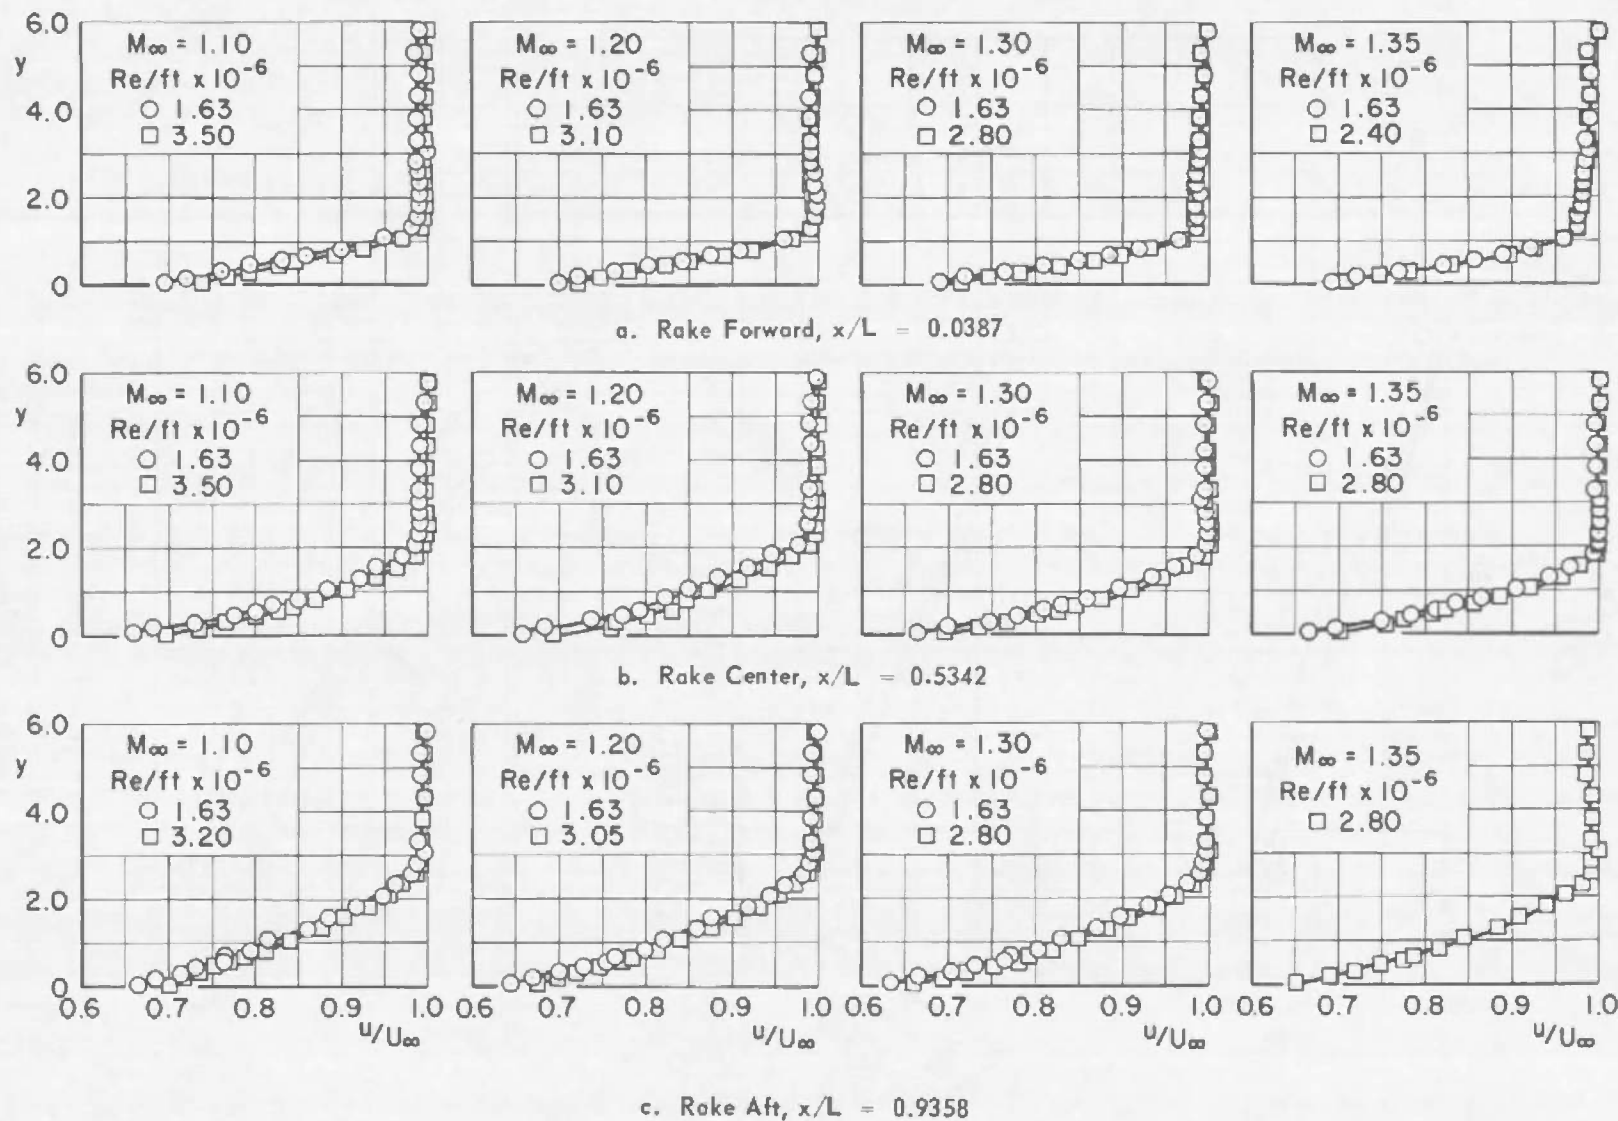 6.0
y
4.0
2.0
0
M∞ = 1.10
Re/ft x 10⁻⁶
○ 1.63
□ 3.50
M∞ = 1.20
Re/ft x 10⁻⁶
○ 1.63
□ 3.10
M∞ = 1.30
Re/ft x 10⁻⁶
○ 1.63
□ 2.80
M∞ = 1.35
Re/ft x 10⁻⁶
○ 1.63
□ 2.40
a. Rake Forward, x/L = 0.0387
6.0
y
4.0
2.0
0
M∞ = 1.10
Re/ft x 10⁻⁶
○ 1.63
□ 3.50
M∞ = 1.20
Re/ft x 10⁻⁶
○ 1.63
□ 3.10
M∞ = 1.30
Re/ft x 10⁻⁶
○ 1.63
□ 2.80
M∞ = 1.35
Re/ft x 10⁻⁶
○ 1.63
□ 2.80
b. Rake Center, x/L = 0.5342
6.0
y
4.0
2.0
0
M∞ = 1.10
Re/ft x 10⁻⁶
○ 1.63
□ 3.20
M∞ = 1.20
Re/ft x 10⁻⁶
○ 1.63
□ 3.05
M∞ = 1.30
Re/ft x 10⁻⁶
○ 1.63
□ 2.80
M∞ = 1.35
Re/ft x 10⁻⁶
□ 2.80
0.6 0.7 0.8 0.9 1.0 0.6 0.7 0.8 0.9 1.0 0.6 0.7 0.8 0.9 1.0 0.6 0.7 0.8 0.9 1.0
u/U∞ u/U∞ u/U∞ u/U∞
c. Rake Aft, x/L = 0.9358